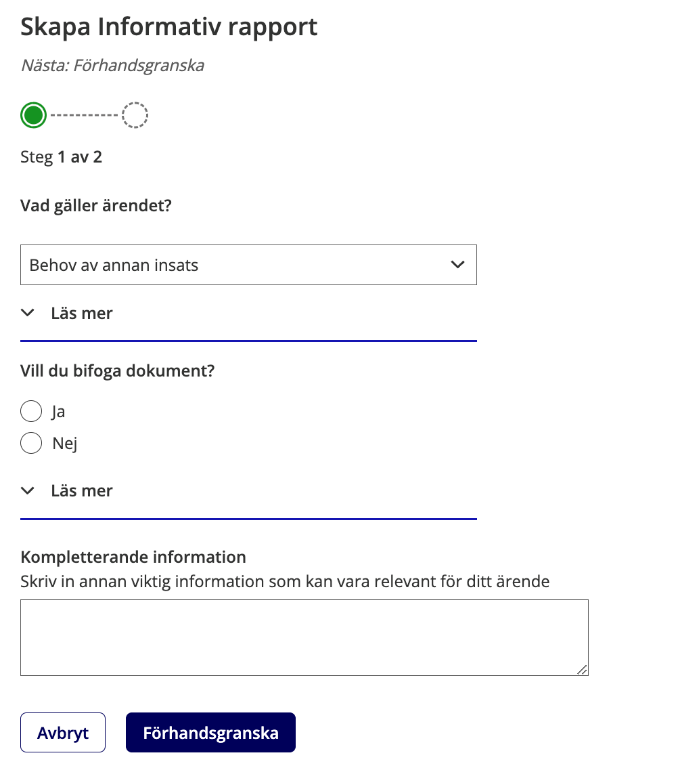 Skapa Informativ rapport
Nästa: Förhandsgranska
Steg 1 av 2
Vad gäller ärendet?
Behov av annan insats
Läs mer
Vill du bifoga dokument?
Ja
Nej
Läs mer
Kompletterande information
Skriv in annan viktig information som kan vara relevant för ditt ärende
Avbryt Förhandsgranska